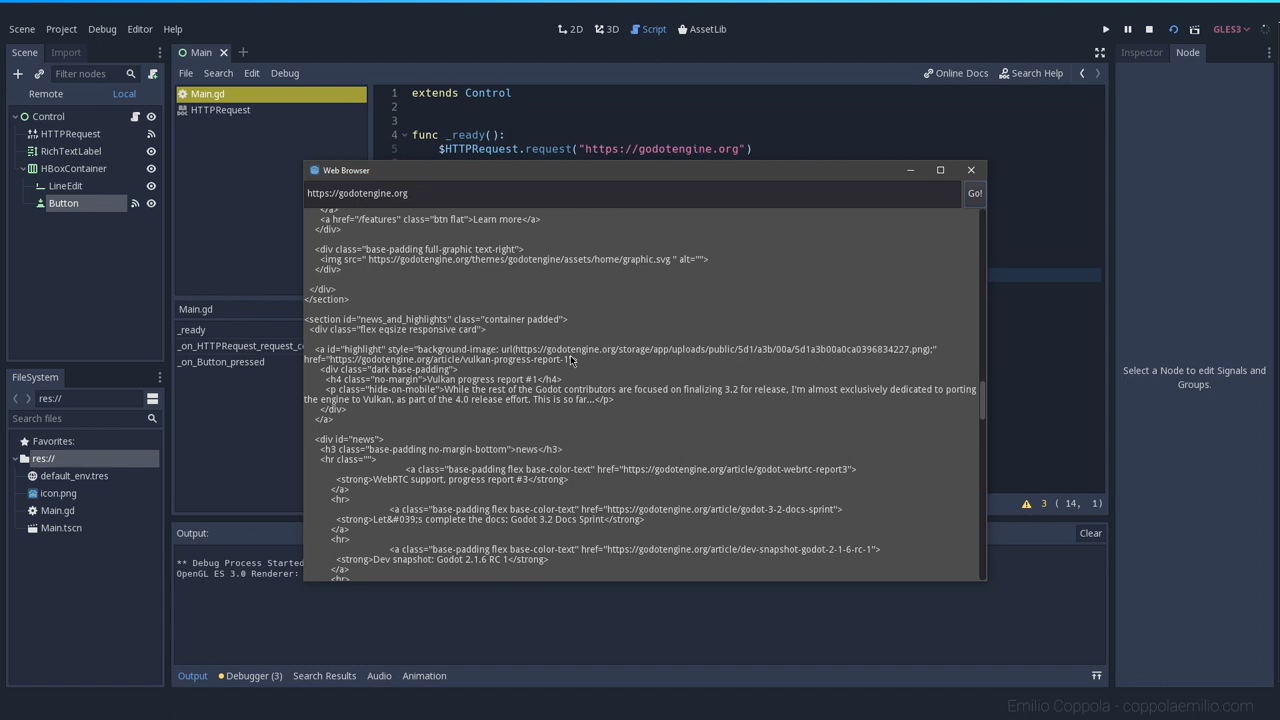 Scene Project Debug Editor Help
2D 3D Script AssetLib
GLES3
Scene Import
Filter nodes
Remote Local
Control
HTTPRequest
RichTextLabel
HBoxContainer
LineEdit
Button
FileSystem
res://
Search files
Favorites:
res://
default_env.tres
icon.png
Main.gd
Main.tscn
Main
File Search Edit Debug
Online Docs Search Help
Main.gd
HTTPRequest
Main.gd
_ready
_on_HTTPRequest_request_c
_on_Button_pressed
1 extends Control
2
3
4 func _ready():
5 $HTTPRequest.request("https://godotengine.org")
Web Browser
https://godotengine.org
Go!
</a>
<a href="/features" class="btn flat">Learn more</a>
</div>
<div class="base-padding full-graphic text-right">
<img src=" https://godotengine.org/themes/godotengine/assets/home/graphic.svg " alt="">
</div>
</div>
</section>
<section id="news_and_highlights" class="container padded">
<div class="flex eqsize responsive card">
<a id="highlight" style="background-image: url(https://godotengine.org/storage/app/uploads/public/5d1/a3b/00a/5d1a3b00a0ca0396834227.png);"
href="https://godotengine.org/article/vulkan-progress-report-1">
<div class="dark base-padding">
<h4 class="no-margin">Vulkan progress report #1</h4>
<p class="hide-on-mobile">While the rest of the Godot contributors are focused on finalizing 3.2 for release, I'm almost exclusively dedicated to porting
the engine to Vulkan, as part of the 4.0 release effort. This is so far...</p>
</div>
</a>
<div id="news">
<h3 class="base-padding no-margin-bottom">news</h3>
<hr class="">
<a class="base-padding flex base-color-text" href="https://godotengine.org/article/godot-webrtc-report3">
<strong>WebRTC support, progress report #3</strong>
</a>
<hr>
<a class="base-padding flex base-color-text" href="https://godotengine.org/article/godot-3-2-docs-sprint">
<strong>Let&#039;s complete the docs: Godot 3.2 Docs Sprint</strong>
</a>
<hr>
<a class="base-padding flex base-color-text" href="https://godotengine.org/article/dev-snapshot-godot-2-1-6-rc-1">
<strong>Dev snapshot: Godot 2.1.6 RC 1</strong>
</a>
<hr>
3 ( 14, 1)
Output:
Clear
** Debug Process Started
OpenGL ES 3.0 Renderer:
Output Debugger (3) Search Results Audio Animation
Inspector Node
Select a Node to edit Signals and
Groups.
Emilio Coppola - coppolaemilio.com